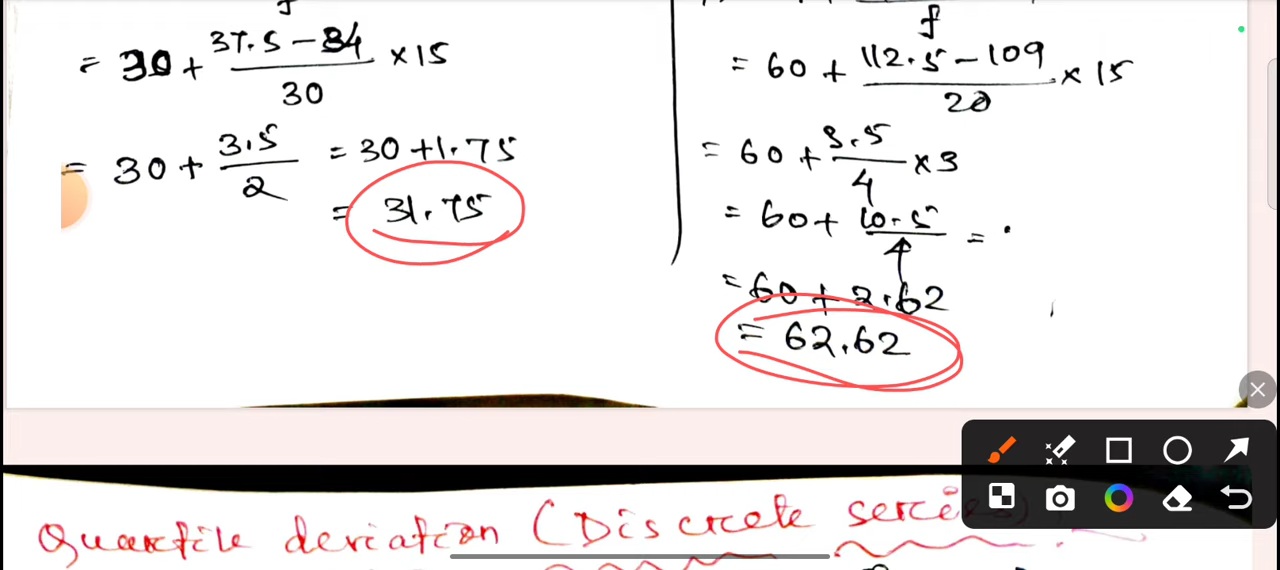 = 30 + 37.5 - 34 / 30 × 15
= 30 + 3.5 / 2 = 30 + 1.75
= 31.75
f
= 60 + 112.5 - 109 / 20 × 15
= 60 + 3.5 / 4 × 3
= 60 + 10.5 / 4 =
= 60 + 2.62
= 62.62
Quartile deviation (Discrete